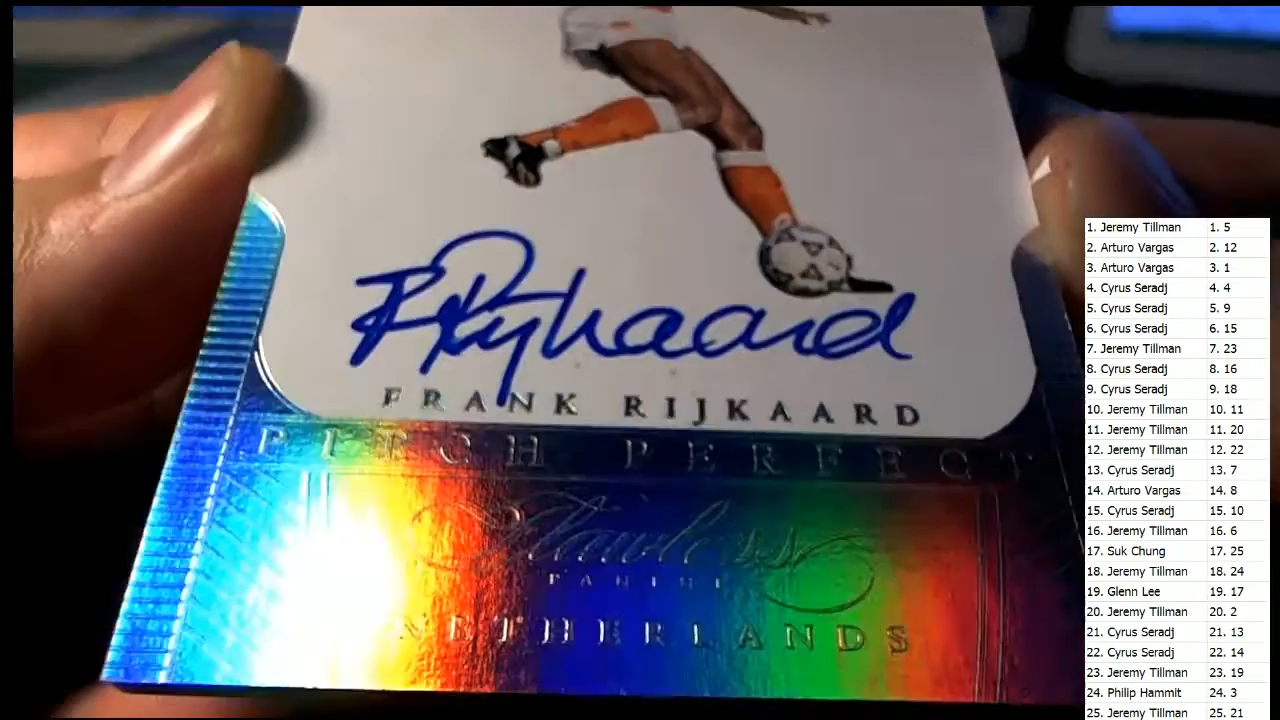 F Rijkaard
FRANK RIJKAARD
PITCH PERFECT
Flawless
PANINI
NETHERLANDS
1. Jeremy Tillman 1. 5
2. Arturo Vargas 2. 12
3. Arturo Vargas 3. 1
4. Cyrus Seradj 4. 4
5. Cyrus Seradj 5. 9
6. Cyrus Seradj 6. 15
7. Jeremy Tillman 7. 23
8. Cyrus Seradj 8. 16
9. Cyrus Seradj 9. 18
10. Jeremy Tillman 10. 11
11. Jeremy Tillman 11. 20
12. Jeremy Tillman 12. 22
13. Cyrus Seradj 13. 7
14. Arturo Vargas 14. 8
15. Cyrus Seradj 15. 10
16. Jeremy Tillman 16. 6
17. Suk Chung 17. 25
18. Jeremy Tillman 18. 24
19. Glenn Lee 19. 17
20. Jeremy Tillman 20. 2
21. Cyrus Seradj 21. 13
22. Cyrus Seradj 22. 14
23. Jeremy Tillman 23. 19
24. Philip Hammit 24. 3
25. Jeremy Tillman 25. 21